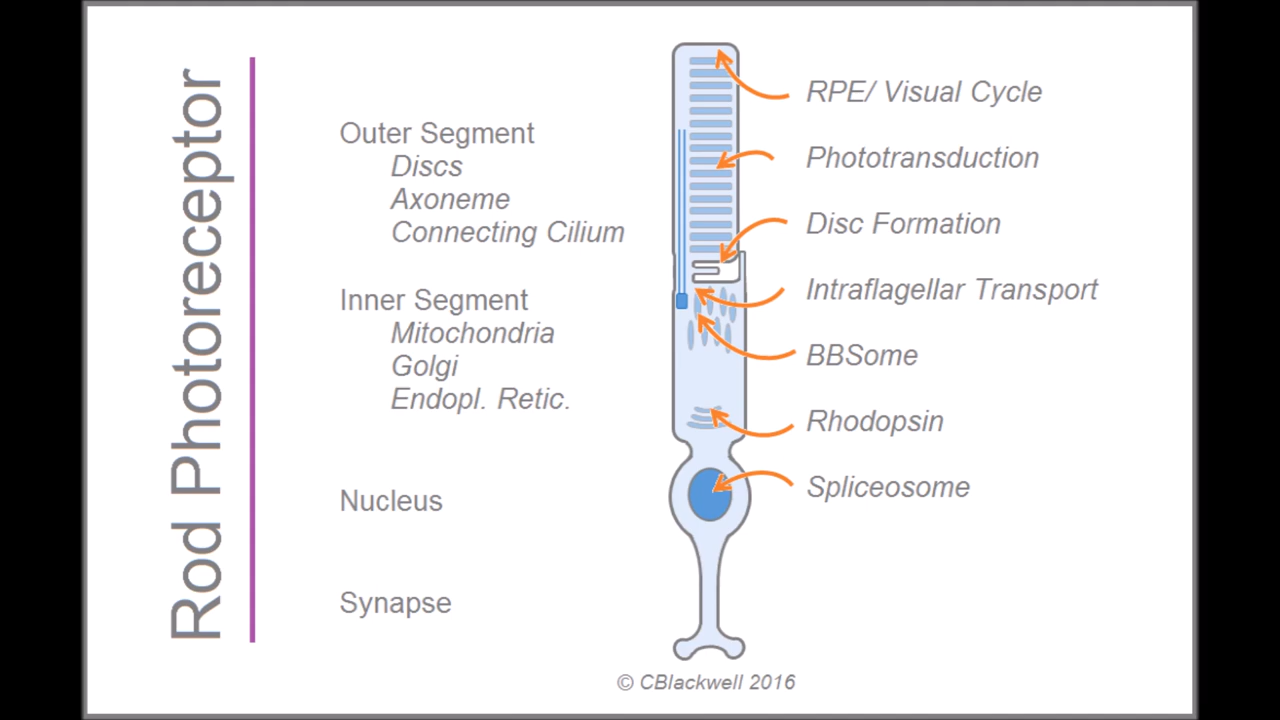 Rod Photoreceptor
Outer Segment
Discs
Axoneme
Connecting Cilium
Inner Segment
Mitochondria
Golgi
Endopl. Retic.
Nucleus
Synapse
RPE/ Visual Cycle
Phototransduction
Disc Formation
Intraflagellar Transport
BBSome
Rhodopsin
Spliceosome
© CBlackwell 2016